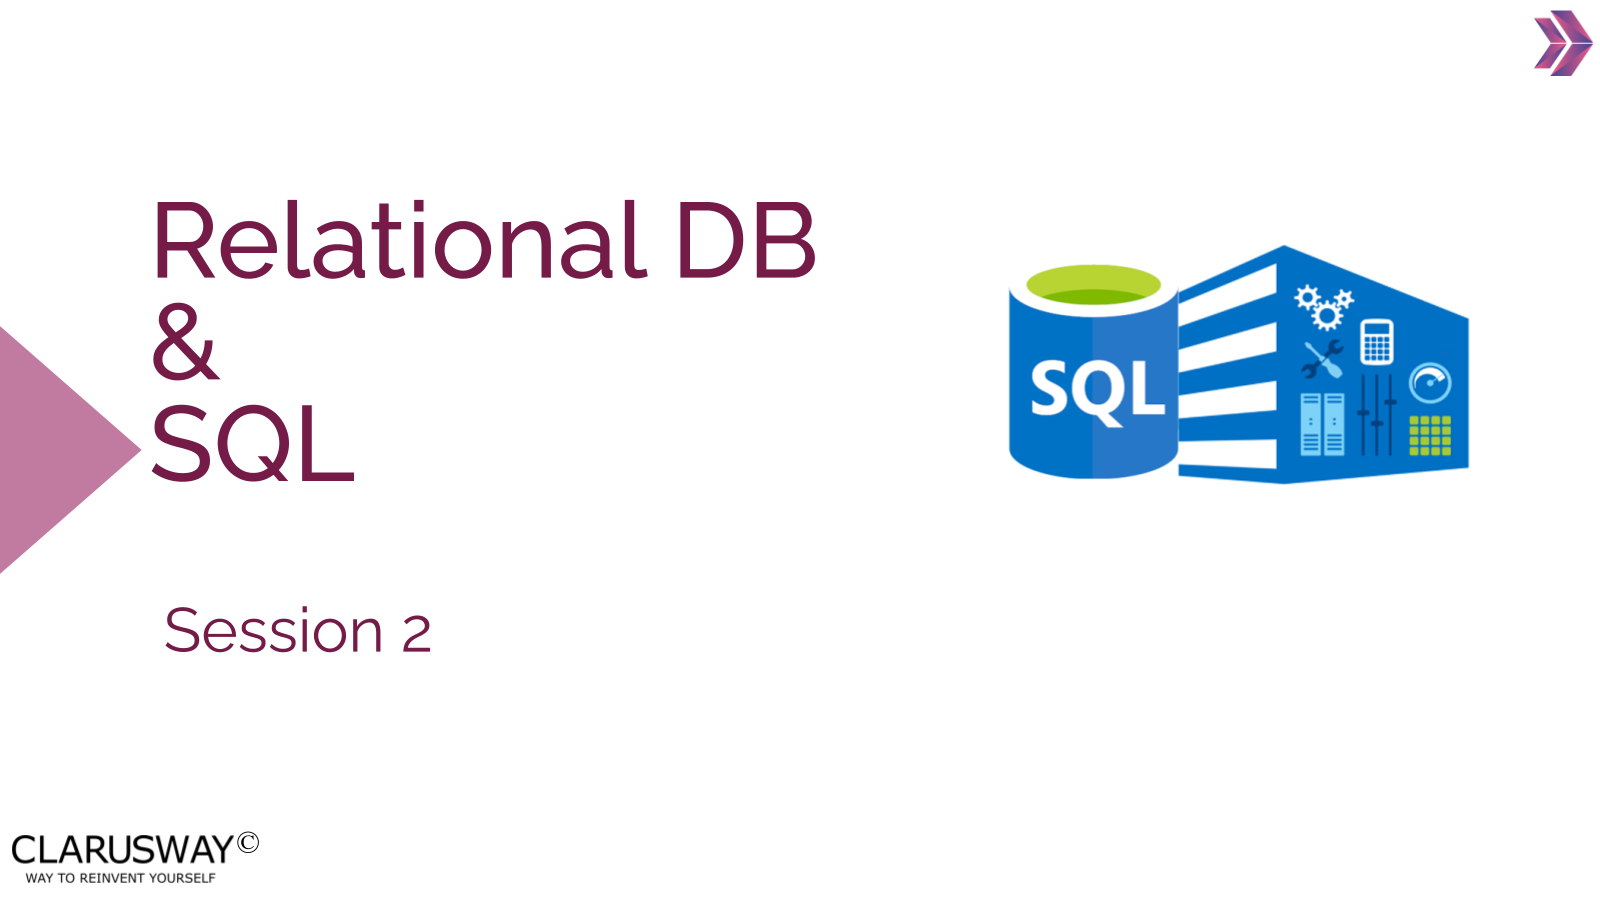 Relational DB
&
SQL
SQL
Session 2
CLARUSWAY©
WAY TO REINVENT YOURSELF